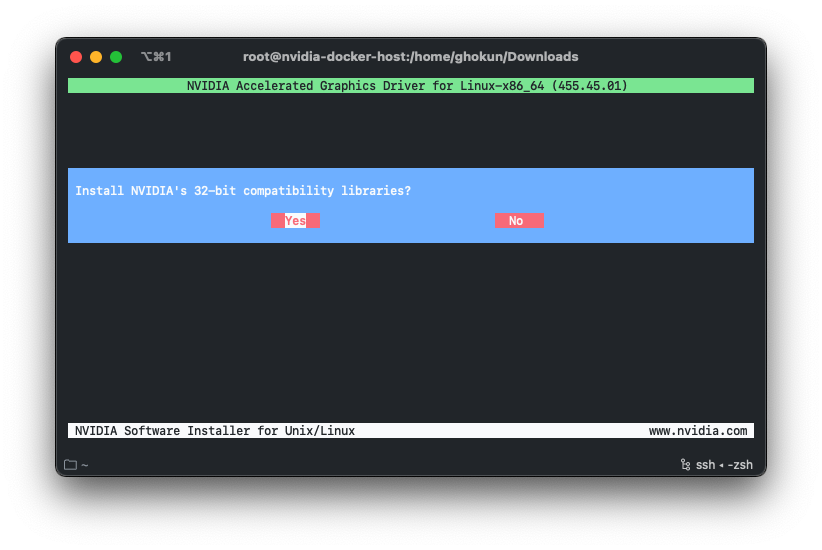 ⌥⌘1 root@nvidia-docker-host:/home/ghokun/Downloads
NVIDIA Accelerated Graphics Driver for Linux-x86_64 (455.45.01)
Install NVIDIA's 32-bit compatibility libraries?
Yes No
NVIDIA Software Installer for Unix/Linux www.nvidia.com
~ ssh ◂ -zsh